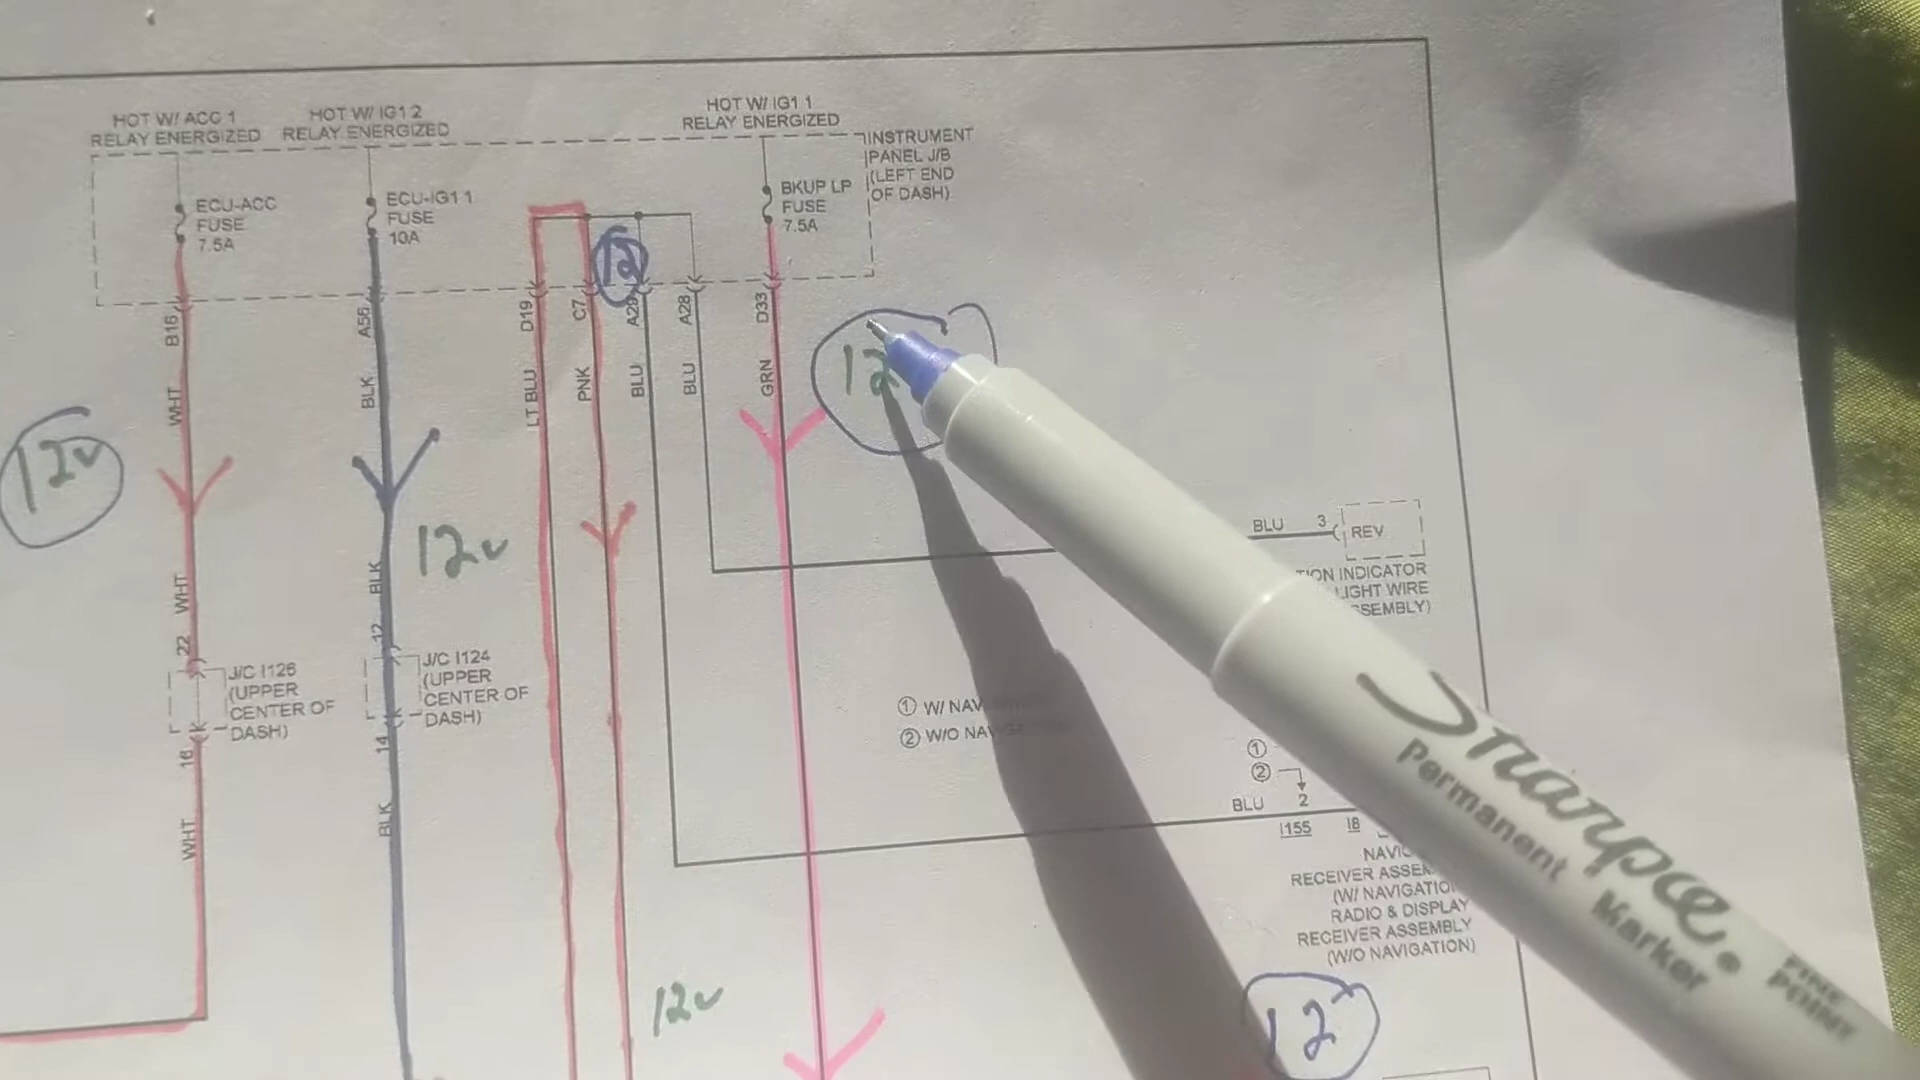 HOT W/ ACC 1
RELAY ENERGIZED
HOT W/ IG1 2
RELAY ENERGIZED
HOT W/ IG1 1
RELAY ENERGIZED
INSTRUMENT
PANEL J/B
(LEFT END
OF DASH)
ECU-ACC
FUSE
7.5A
ECU-IG1 1
FUSE
10A
BKUP LP
FUSE
7.5A
12
B16
A56
D19
C7
A29
A28
D33
WHT
BLK
LT BLU
PNK
BLU
BLU
GRN
12
12v
12v
BLU 3
REV
INDICATOR
LIGHT WIRE
WHT
BLK
22
12
J/C I126
(UPPER
CENTER OF
DASH)
J/C I124
(UPPER
CENTER OF
DASH)
16
14
WHT
BLK
① W/ NAV
② W/O
①
②
BLU 2
I155 I8
RECEIVER
(W/
RADIO & DISPLAY
RECEIVER ASSEMBLY
(W/O NAVIGATION)
12v
12v
Sharpie
Permanent Marker
FINE
POINT